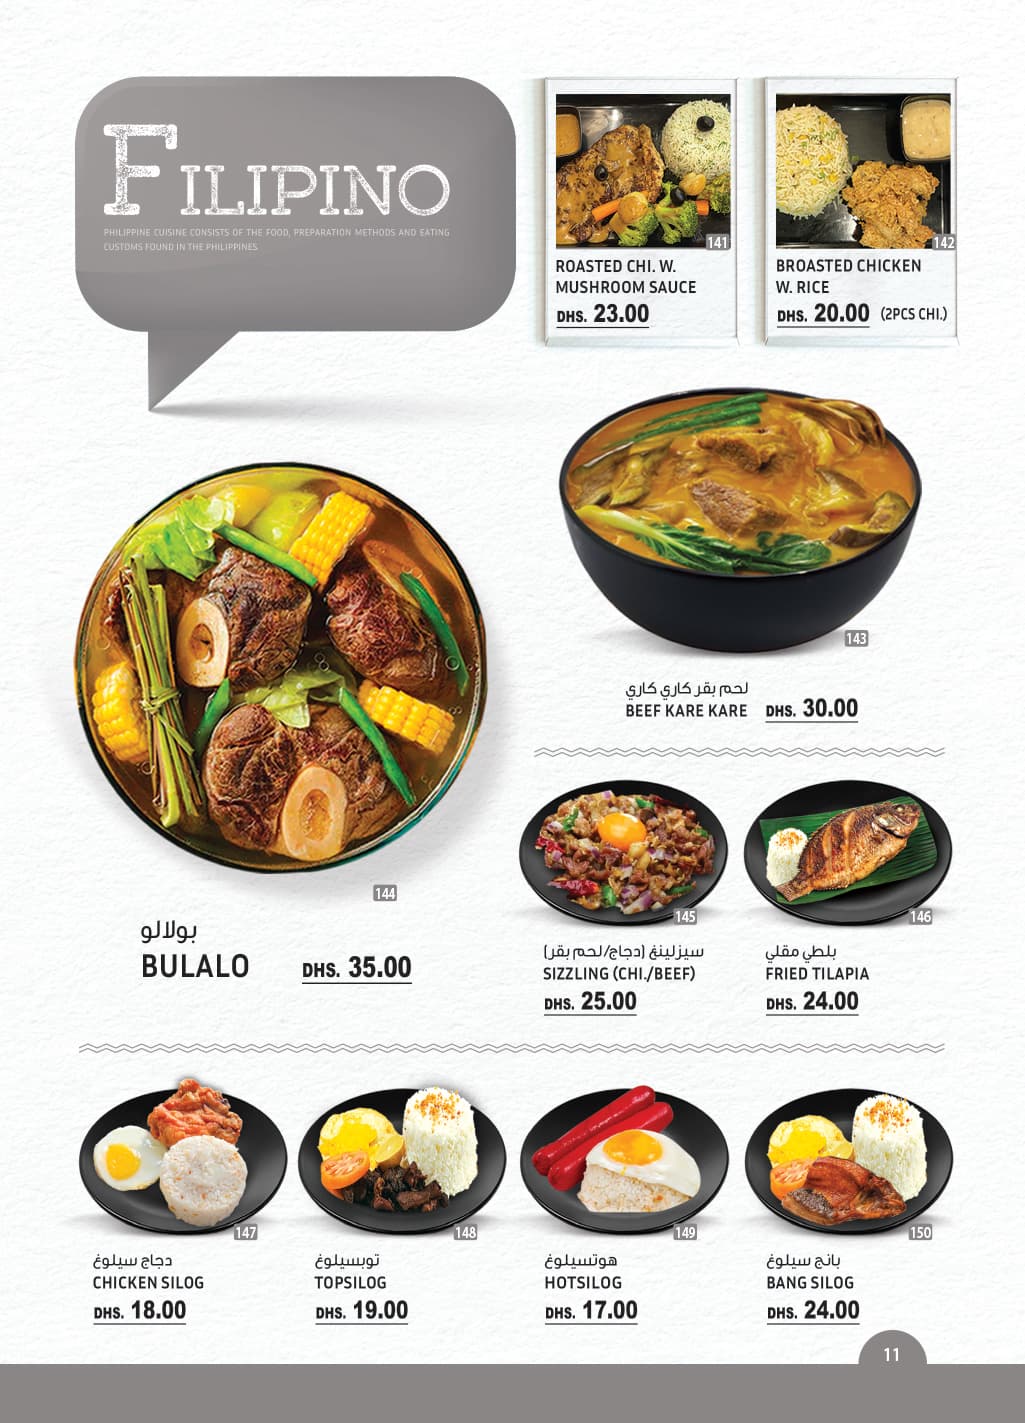 FILIPINO
PHILIPPINE CUISINE CONSISTS OF THE FOOD, PREPARATION METHODS AND EATING
CUSTOMS FOUND IN THE PHILIPPINES.
141
ROASTED CHI. W.
MUSHROOM SAUCE
DHS. 23.00
142
BROASTED CHICKEN
W. RICE
DHS. 20.00 (2PCS CHI.)
143
لحم بقر كاري كاري
BEEF KARE KARE DHS. 30.00
144
بولالو
BULALO DHS. 35.00
145
سيزلينغ (دجاج/لحم بقر)
SIZZLING (CHI./BEEF)
DHS. 25.00
146
بلطي مقلي
FRIED TILAPIA
DHS. 24.00
147
دجاج سيلوغ
CHICKEN SILOG
DHS. 18.00
148
توبسيلوغ
TOPSILOG
DHS. 19.00
149
هوتسيلوغ
HOTSILOG
DHS. 17.00
150
بانج سيلوغ
BANG SILOG
DHS. 24.00
11